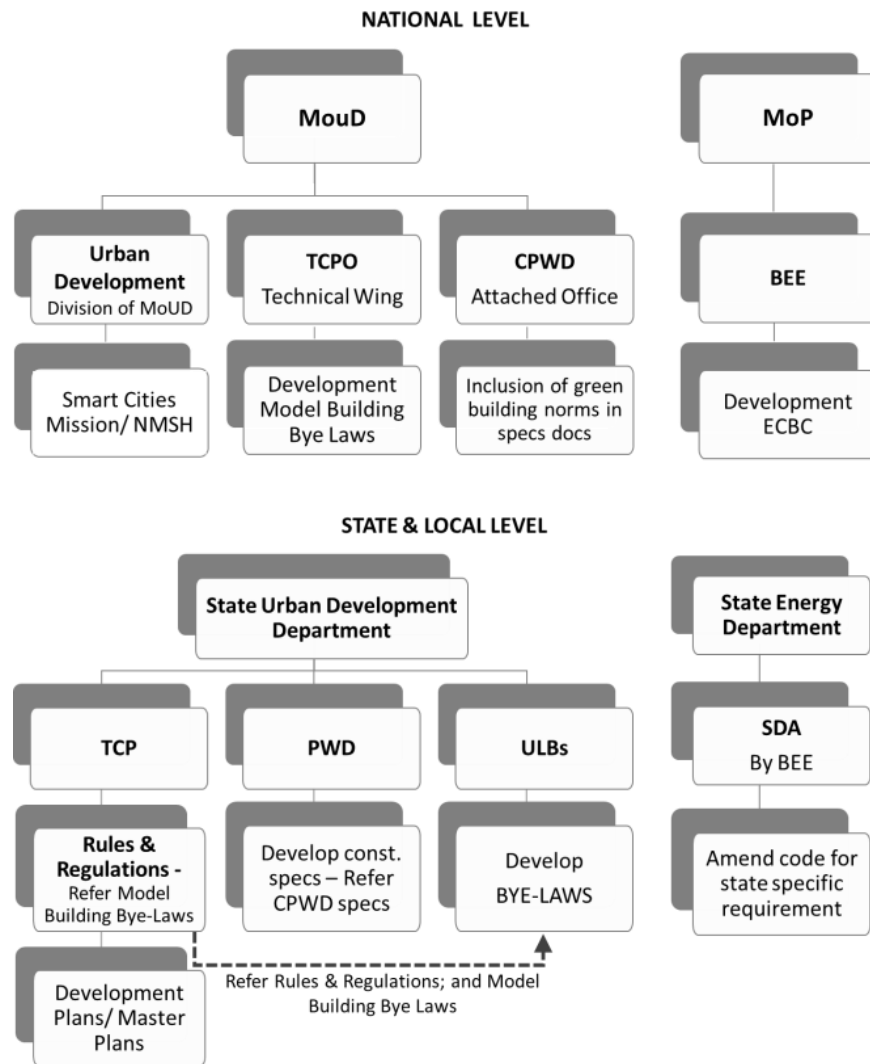 NATIONAL LEVEL
MouD
MoP
Urban
Development
Division of MoUD
TCPO
Technical Wing
CPWD
Attached Office
BEE
Smart Cities
Mission/ NMSH
Development
Model Building
Bye Laws
Inclusion of green
building norms in
specs docs
Development
ECBC
STATE & LOCAL LEVEL
State Urban Development
Department
State Energy
Department
TCP
PWD
ULBs
SDA
By BEE
Rules &
Regulations -
Refer Model
Building Bye-Laws
Develop const.
specs – Refer
CPWD specs
Develop
BYE-LAWS
Amend code for
state specific
requirement
Refer Rules & Regulations; and Model
Building Bye Laws
Development
Plans/ Master
Plans